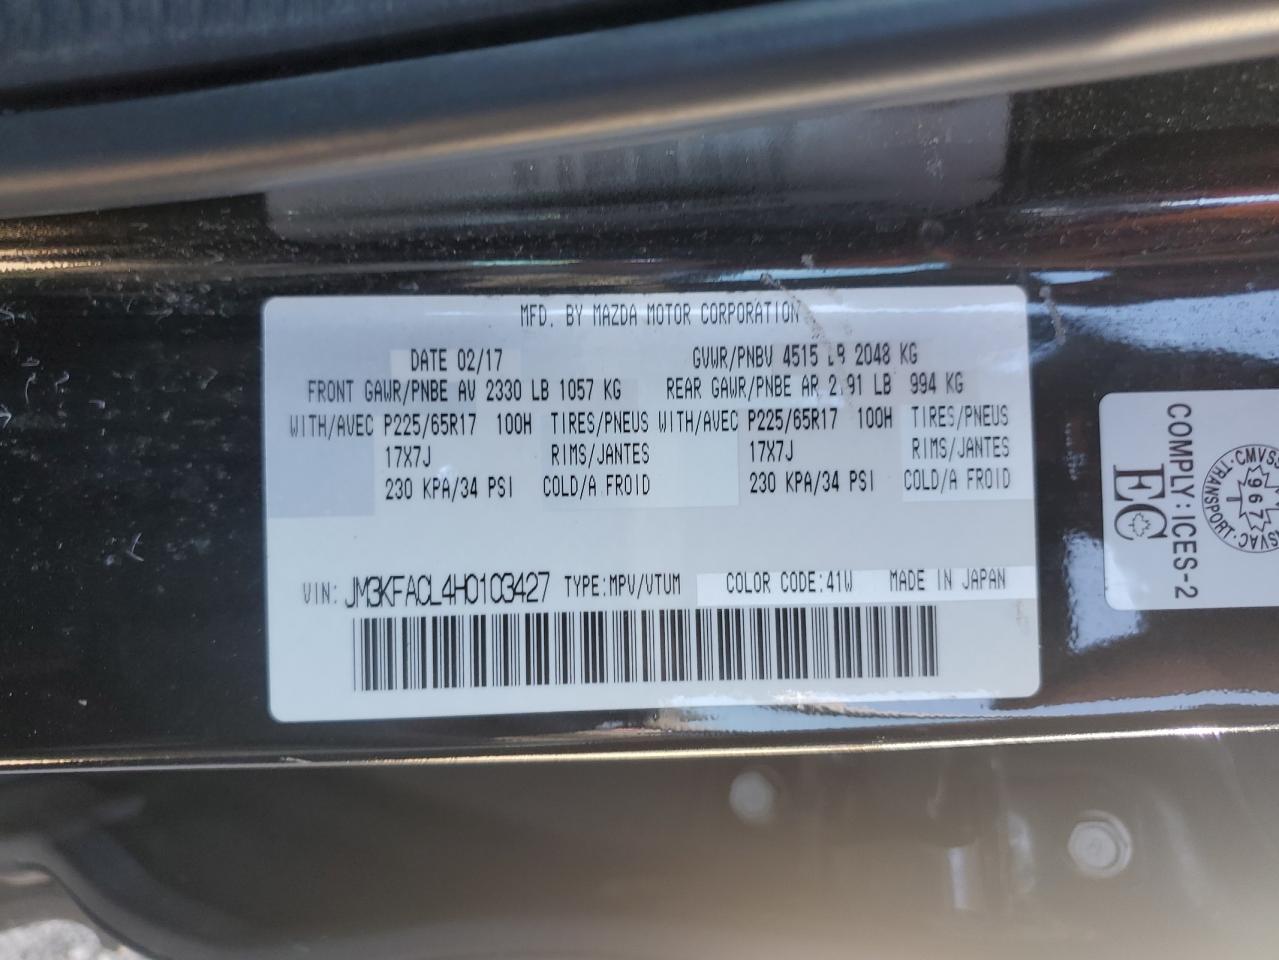 MFD. BY MAZDA MOTOR CORPORATION
DATE 02/17 GVWR/PNBV 4515 LB 2048 KG
FRONT GAWR/PNBE AV 2330 LB 1057 KG REAR GAWR/PNBE AR LB 994 KG
WITH/AVEC P225/65R17 100H TIRES/PNEUS WITH/AVEC P225/65R17 100H TIRES/PNEUS
17X7J RIMS/JANTES 17X7J RIMS/JANTES
230 KPA/34 PSI COLD/A FROID 230 KPA/34 PSI COLD/A FROID
VIN: JM3KFACL4H0103427 TYPE:MPV/VTUM COLOR CODE:41W MADE IN JAPAN
COMPLY:ICES-2
EC
TRANSPORT
1967